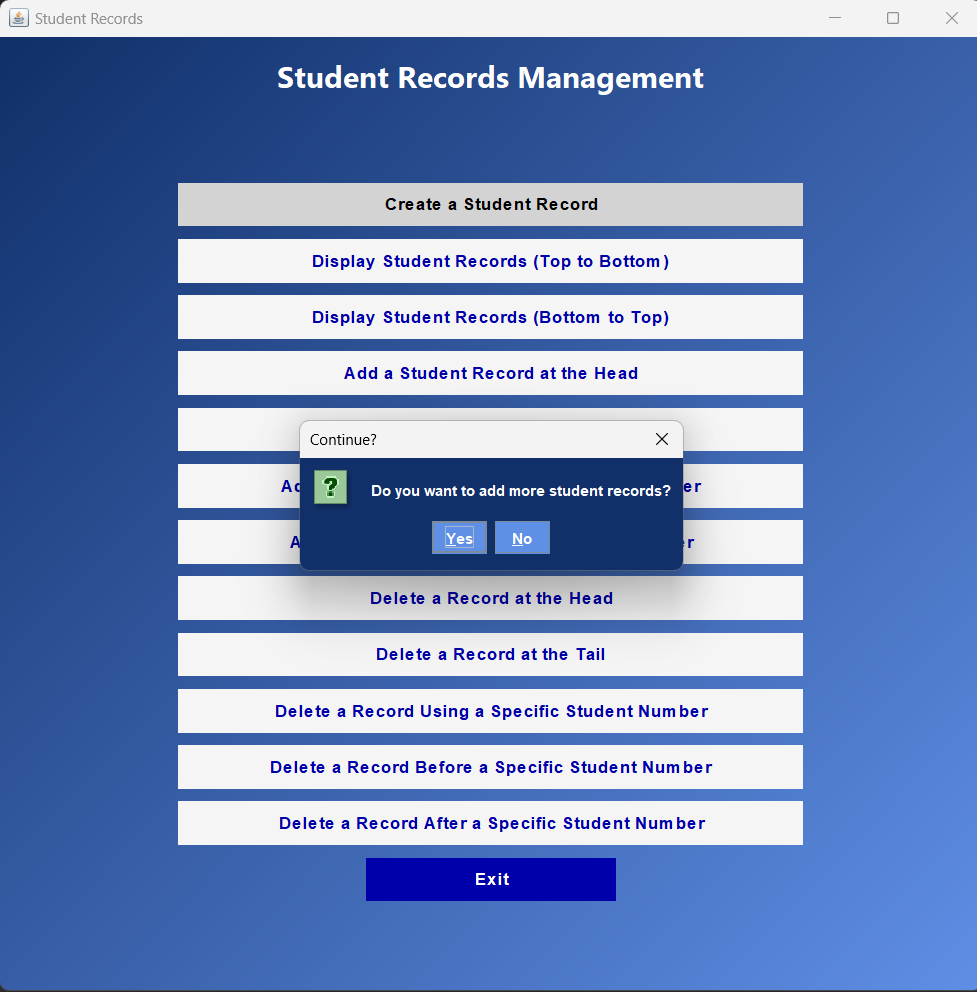 Student Records
Student Records Management
Create a Student Record
Display Student Records (Top to Bottom)
Display Student Records (Bottom to Top)
Add a Student Record at the Head
Continue?
Do you want to add more student records?
Yes No
Delete a Record at the Head
Delete a Record at the Tail
Delete a Record Using a Specific Student Number
Delete a Record Before a Specific Student Number
Delete a Record After a Specific Student Number
Exit